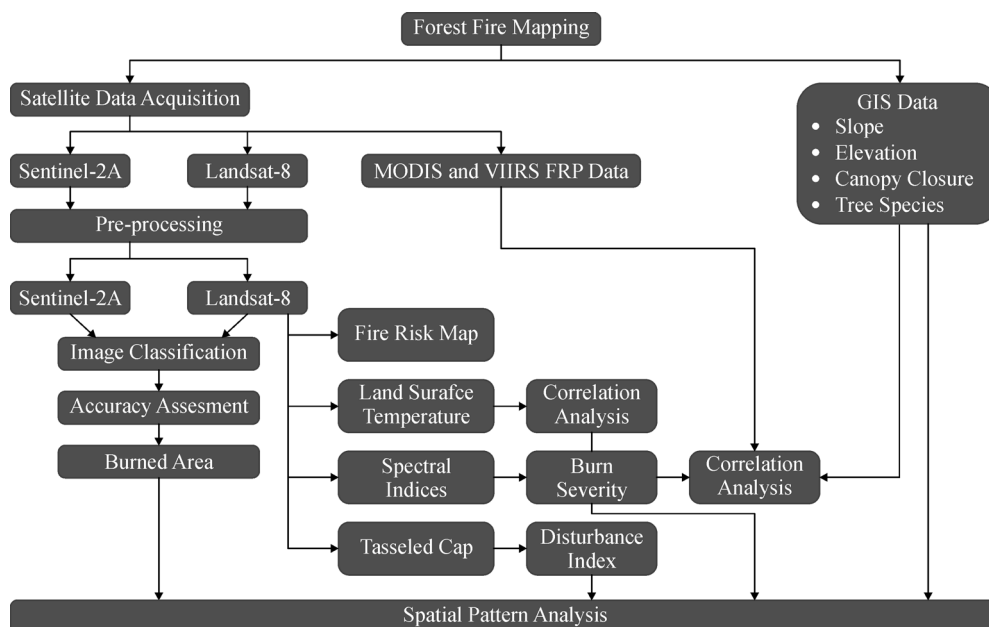 Forest Fire Mapping
Satellite Data Acquisition
GIS Data
• Slope
• Elevation
• Canopy Closure
• Tree Species
Sentinel-2A
Landsat-8
MODIS and VIIRS FRP Data
Pre-processing
Sentinel-2A
Landsat-8
Image Classification
Fire Risk Map
Accuracy Assesment
Land Surafce
Temperature
Correlation
Analysis
Burned Area
Spectral
Indices
Burn
Severity
Correlation
Analysis
Tasseled Cap
Disturbance
Index
Spatial Pattern Analysis